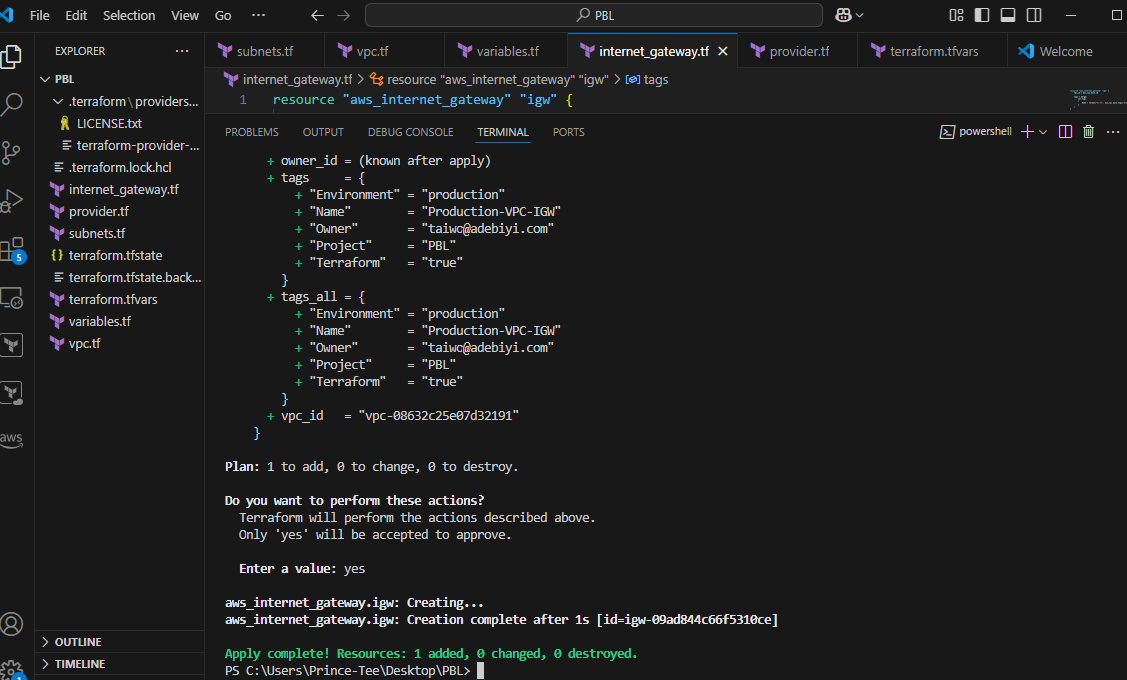 File Edit Selection View Go ... PBL
EXPLORER
PBL
.terraform\providers...
LICENSE.txt
terraform-provider-...
.terraform.lock.hcl
internet_gateway.tf
provider.tf
subnets.tf
terraform.tfstate
terraform.tfstate.back...
terraform.tfvars
variables.tf
vpc.tf
OUTLINE
TIMELINE
5
aws
1
subnets.tf vpc.tf variables.tf internet_gateway.tf provider.tf terraform.tfvars Welcome
internet_gateway.tf > resource "aws_internet_gateway" "igw" > tags
1 resource "aws_internet_gateway" "igw" {
PROBLEMS OUTPUT DEBUG CONSOLE TERMINAL PORTS powershell
+ owner_id = (known after apply)
+ tags     = {
+ "Environment" = "production"
+ "Name"        = "Production-VPC-IGW"
+ "Owner"       = "taiwo@adebiyi.com"
+ "Project"     = "PBL"
+ "Terraform"   = "true"
}
+ tags_all = {
+ "Environment" = "production"
+ "Name"        = "Production-VPC-IGW"
+ "Owner"       = "taiwo@adebiyi.com"
+ "Project"     = "PBL"
+ "Terraform"   = "true"
}
+ vpc_id   = "vpc-08632c25e07d32191"
}
Plan: 1 to add, 0 to change, 0 to destroy.
Do you want to perform these actions?
Terraform will perform the actions described above.
Only 'yes' will be accepted to approve.
Enter a value: yes
aws_internet_gateway.igw: Creating...
aws_internet_gateway.igw: Creation complete after 1s [id=igw-09ad844c66f5310ce]
Apply complete! Resources: 1 added, 0 changed, 0 destroyed.
PS C:\Users\Prince-Tee\Desktop\PBL>